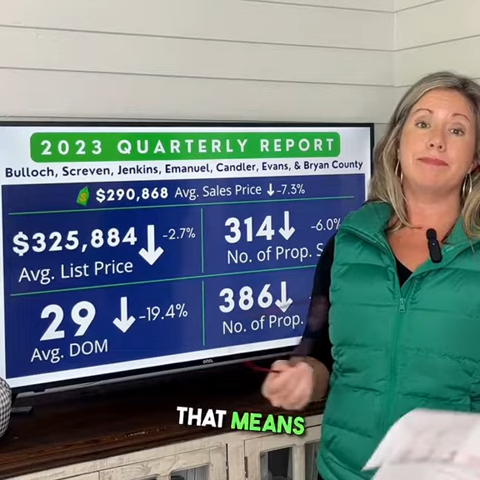 2023 QUARTERLY REPORT
Bulloch, Screven, Jenkins, Emanuel, Candler, Evans, & Bryan County
$290,868 Avg. Sales Price ↓ -7.3%
$325,884 ↓ -2.7%
Avg. List Price
314 ↓ -6.0%
No. of Prop. S
29 ↓ -19.4%
Avg. DOM
386 ↓
No. of Prop.
THAT MEANS